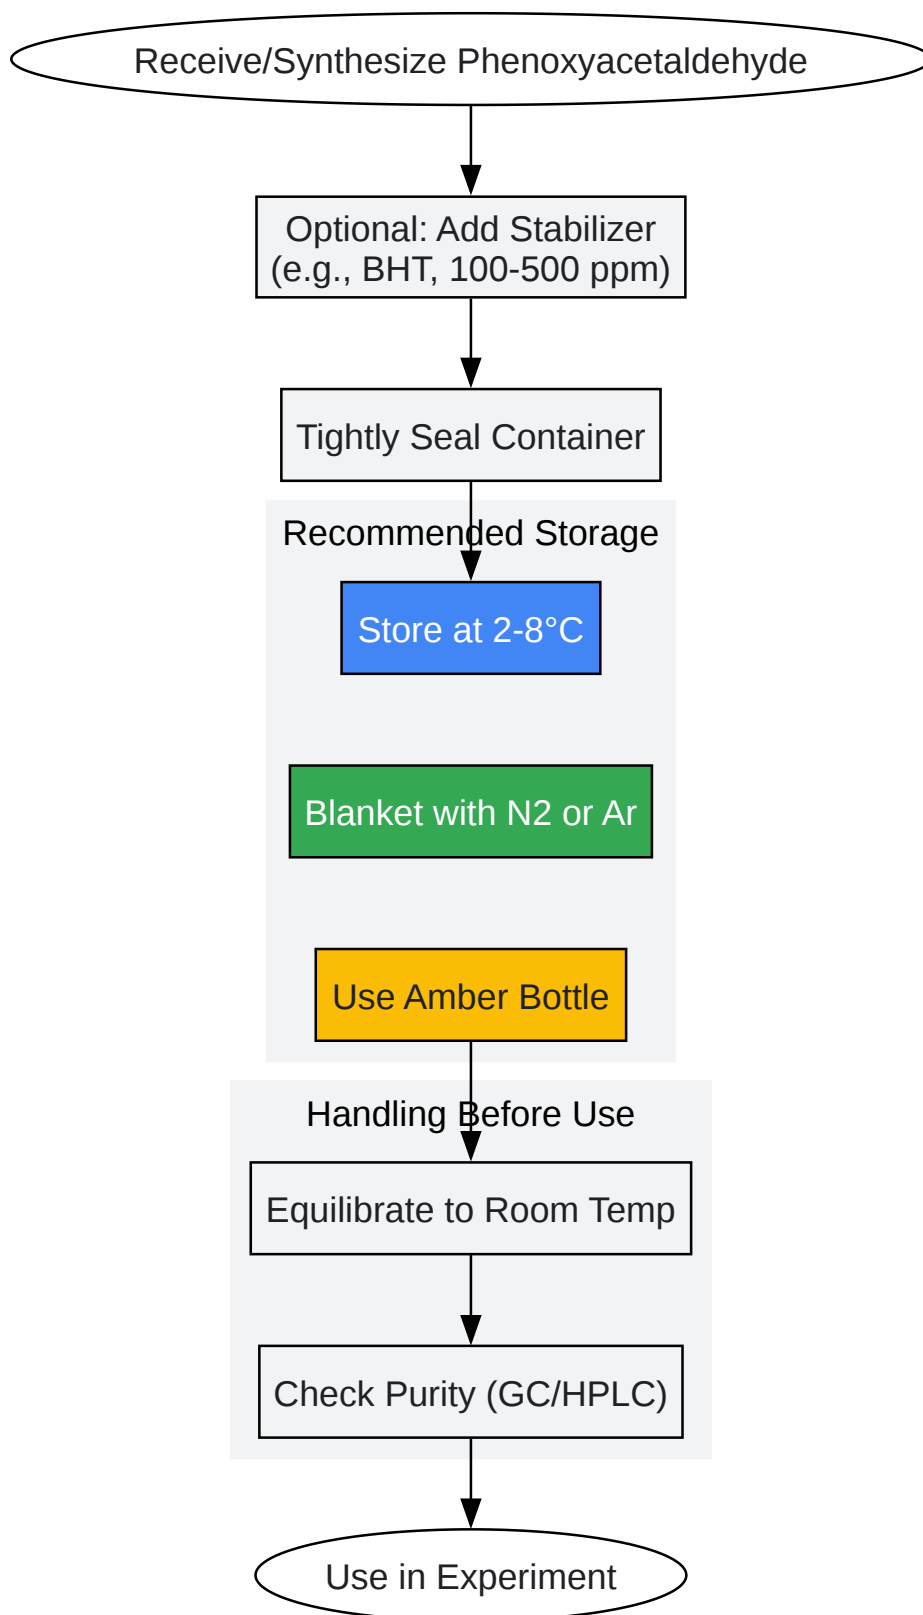 Receive/Synthesize Phenoxyacetaldehyde
Optional: Add Stabilizer
(e.g., BHT, 100-500 ppm)
Tightly Seal Container
Recommended Storage
Store at 2-8°C
Blanket with N2 or Ar
Use Amber Bottle
Handling Before Use
Equilibrate to Room Temp
Check Purity (GC/HPLC)
Use in Experiment